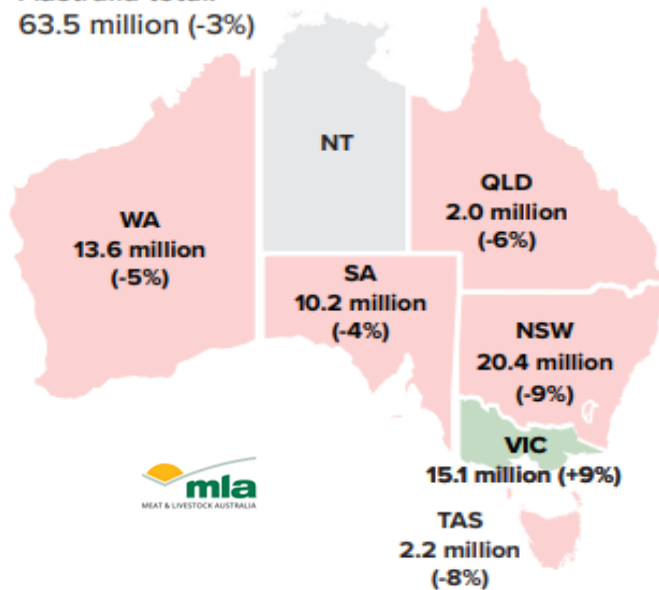 63.5 million (-3%)
NT
QLD
2.0 million
(-6%)
WA
13.6 million
(-5%)
SA
10.2 million
(-4%)
NSW
20.4 million
(-9%)
VIC
15.1 million (+9%)
mla
MEAT & LIVESTOCK AUSTRALIA
TAS
2.2 million
(-8%)